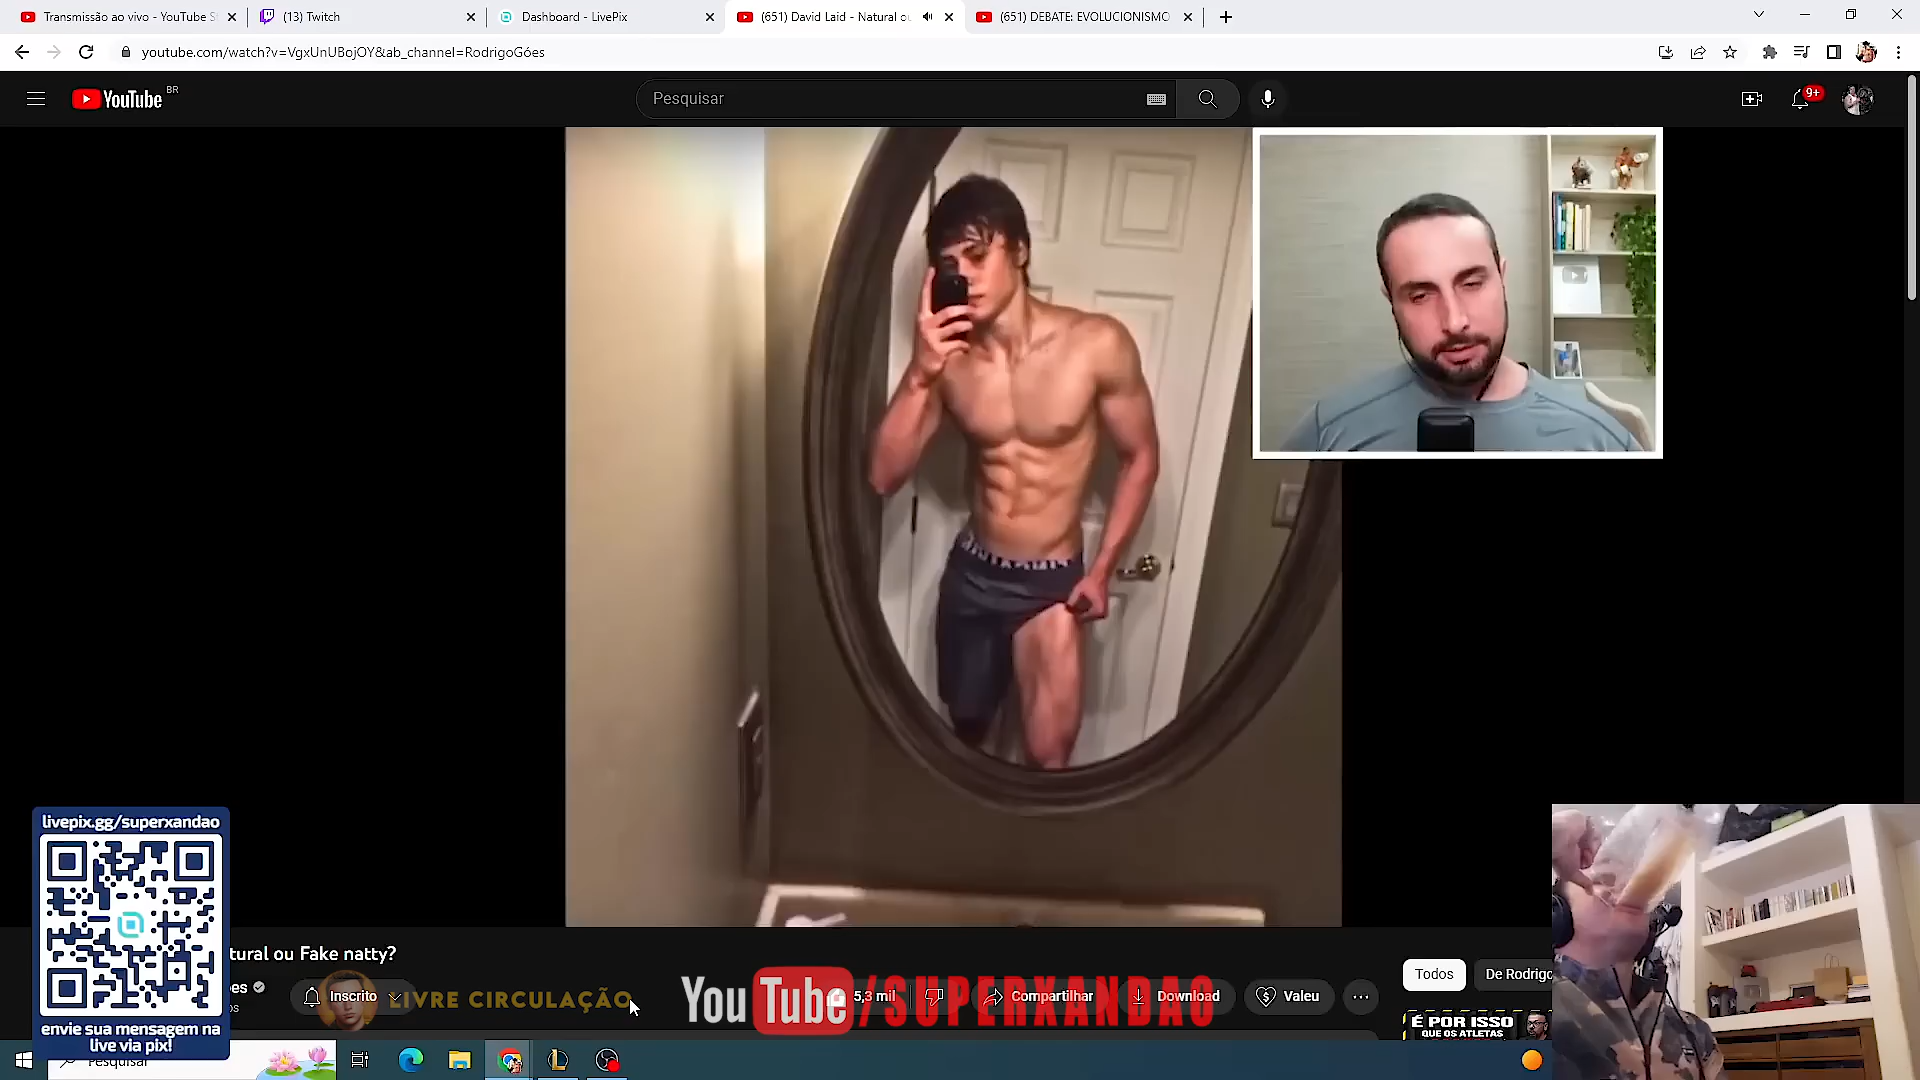 Transmissão ao vivo - YouTube S
(13) Twitch
Dashboard - LivePix
(651) David Laid - Natural ou
(651) DEBATE: EVOLUCIONISMO
youtube.com/watch?v=VgxUnUBojOY&ab_channel=RodrigoGóes
YouTube BR
Pesquisar
9+
livepix.gg/superxandao
envie sua mensagem na
live via pix!
tural ou Fake natty?
es
os
Inscrito
LIVRE CIRCULAÇÃO
YouTube/SUPERXANDAO
5,3 mil
Compartilhar
Download
Valeu
Todos
De Rodrigo
É POR ISSO
QUE OS ATLETAS
Pesquisar